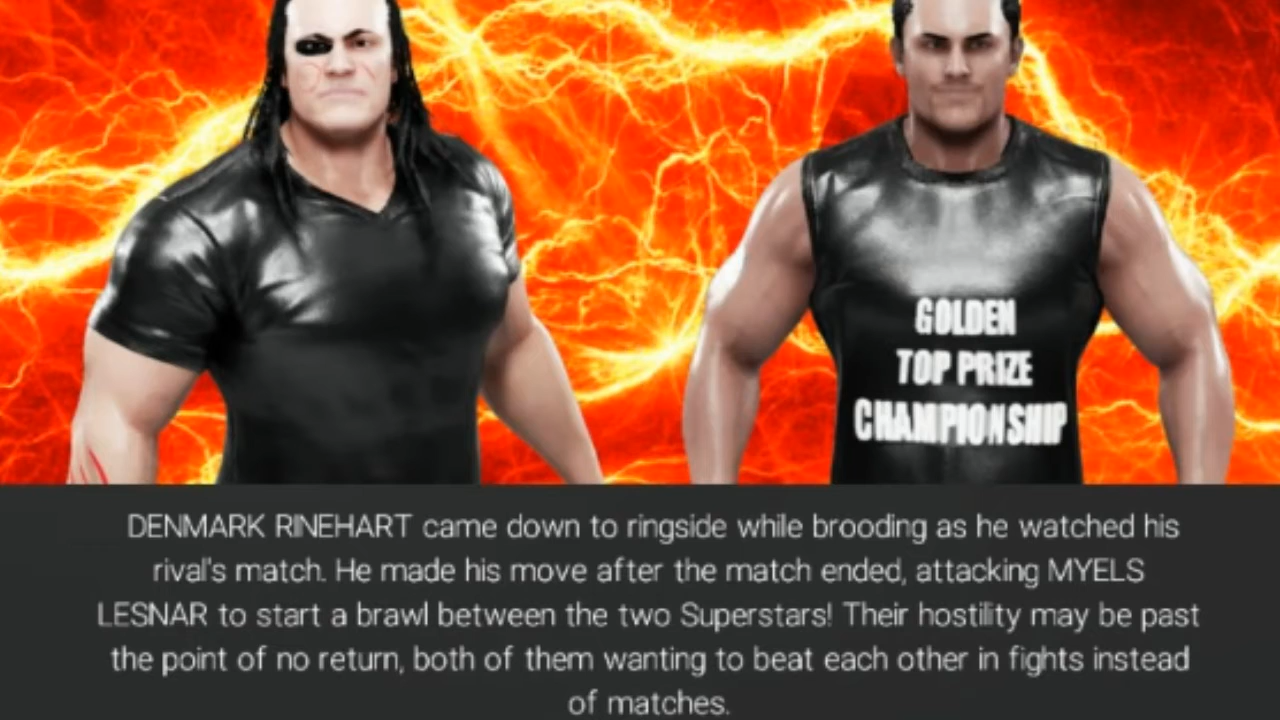 GOLDEN
TOP PRIZE
CHAMPIONSHIP
DENMARK RINEHART came down to ringside while brooding as he watched his
rival's match. He made his move after the match ended, attacking MYELS
LESNAR to start a brawl between the two Superstars! Their hostility may be past
the point of no return, both of them wanting to beat each other in fights instead
of matches.